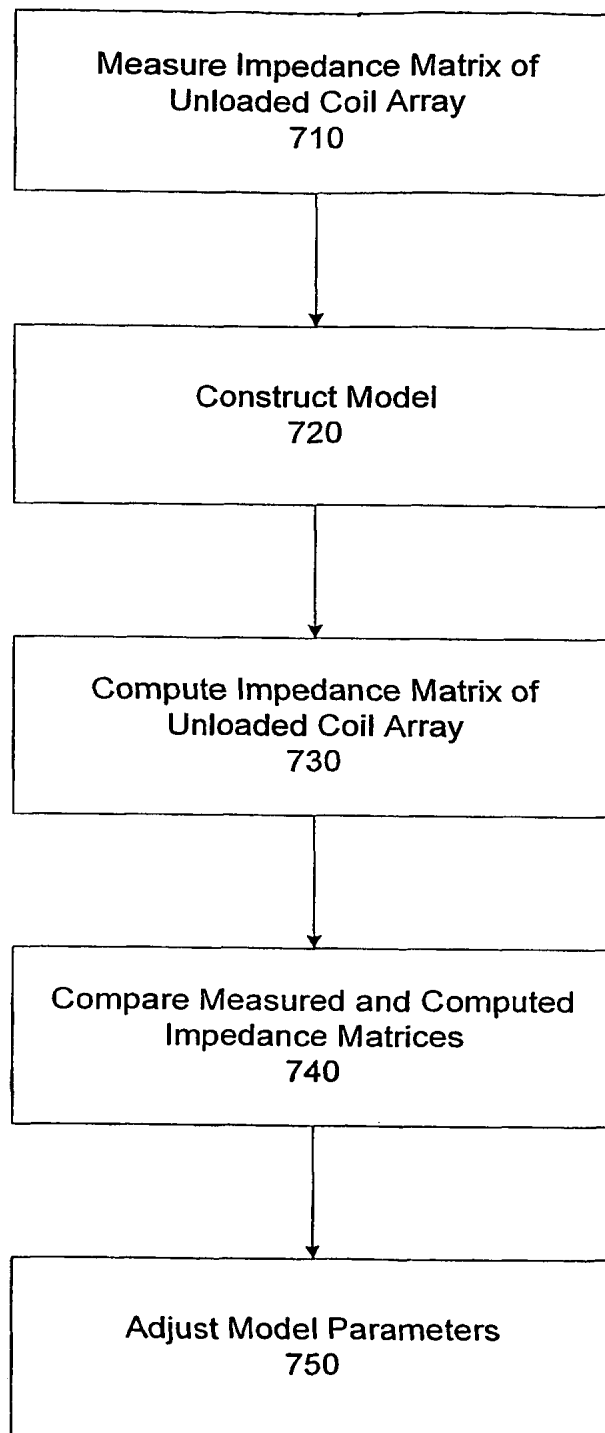 Measure Impedance Matrix of
Unloaded Coil Array
710
Construct Model
720
Compute Impedance Matrix of
Unloaded Coil Array
730
Compare Measured and Computed
Impedance Matrices
740
Adjust Model Parameters
750